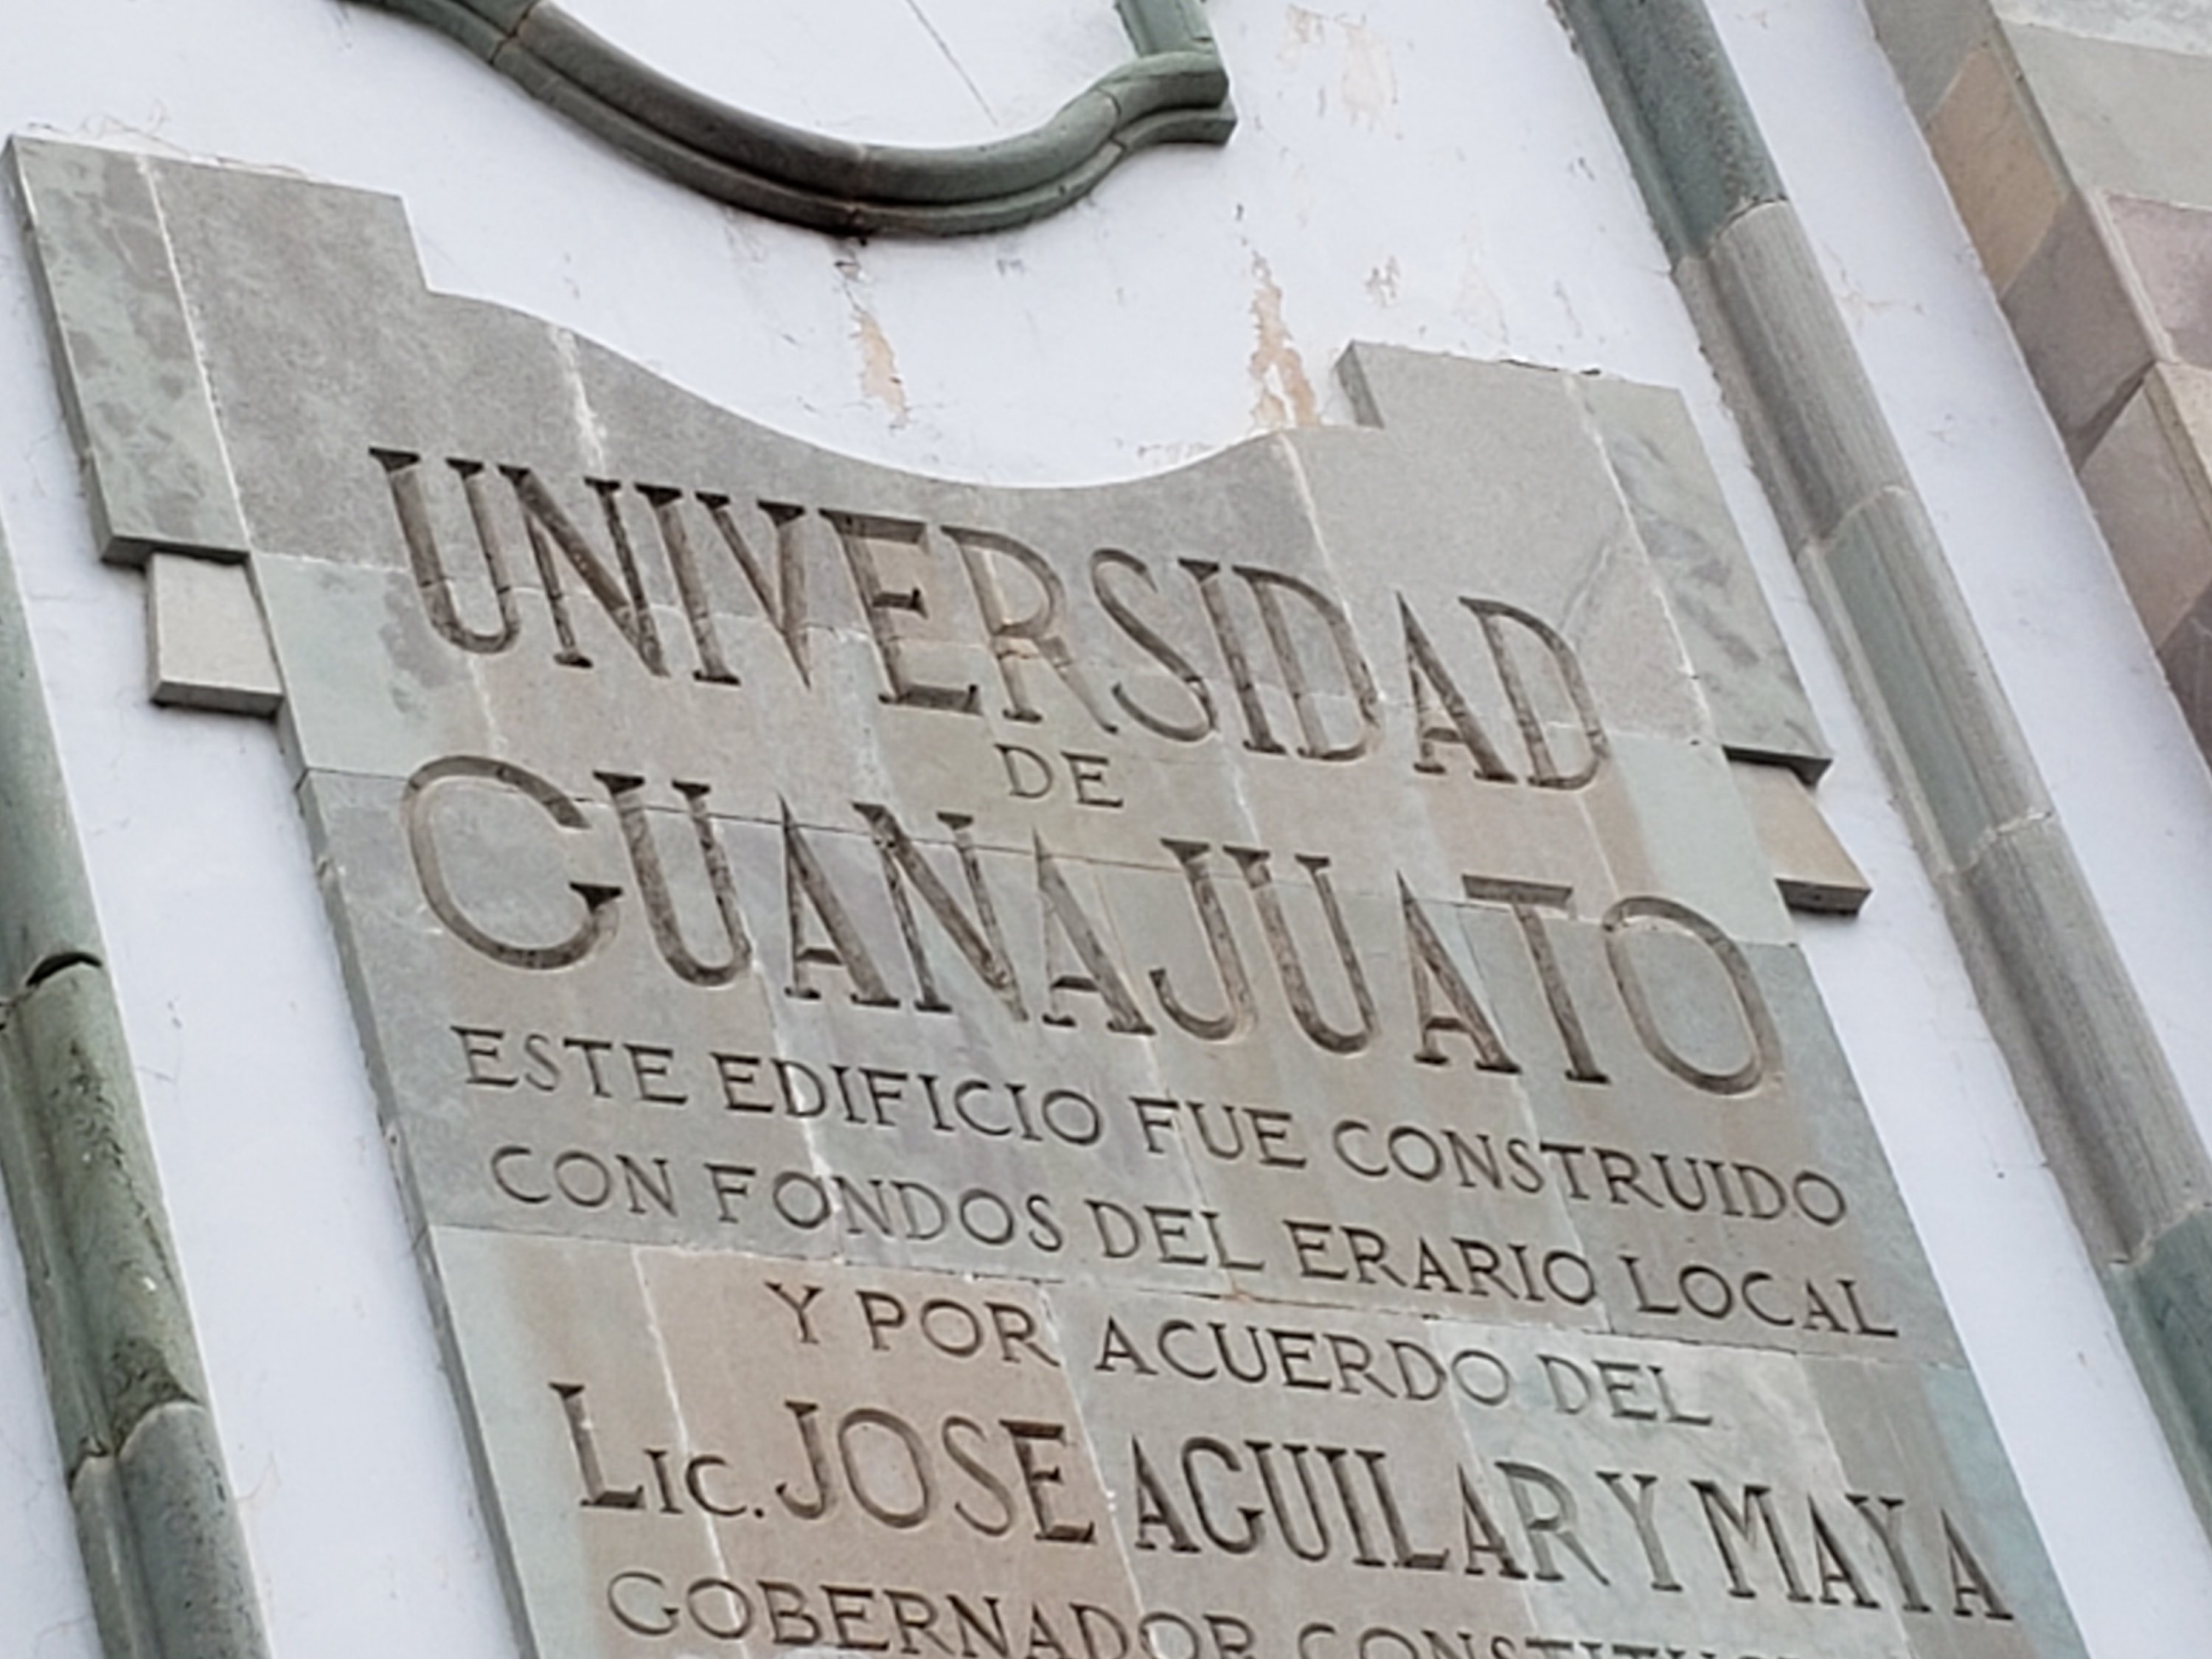 UNIVERSIDAD
DE
GUANAJUATO
ESTE EDIFICIO FUE CONSTRUIDO
CON FONDOS DEL ERARIO LOCAL
Y POR ACUERDO DEL
LIC. JOSE AGUILAR Y MAYA
GOBERNADOR